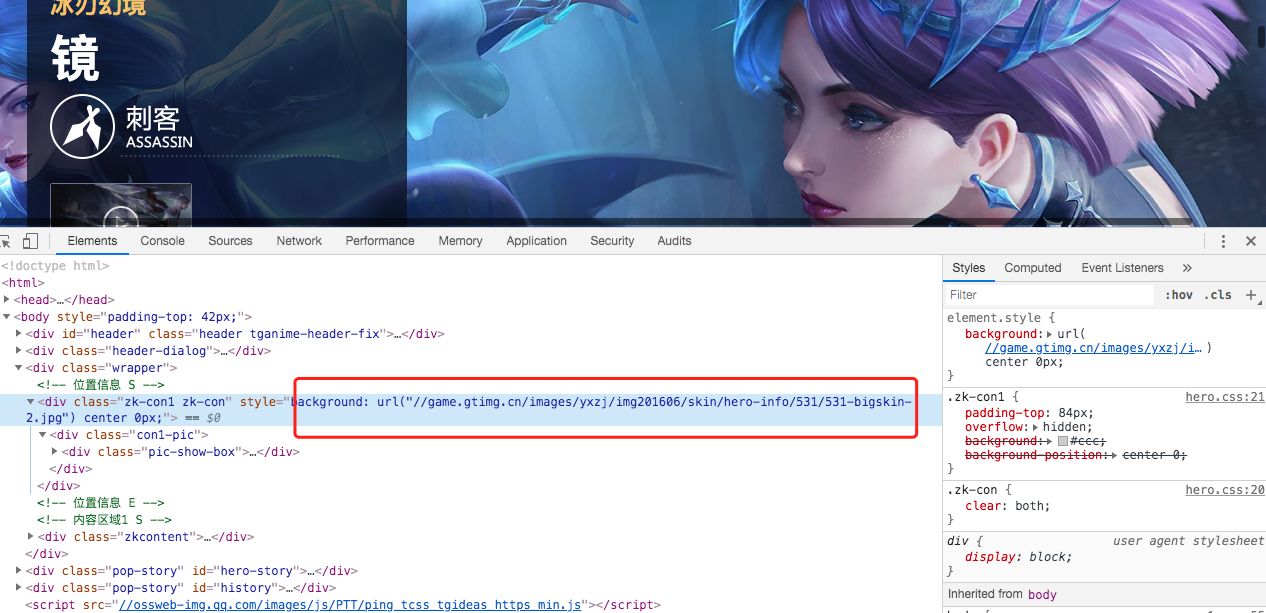 冰刃幻境
镜
刺客
ASSASSIN
Elements Console Sources Network Performance Memory Application Security Audits
<!doctype html>
<html>
<head>…</head>
<body style="padding-top: 42px;">
<div id="header" class="header tganime-header-fix">…</div>
<div class="header-dialog">…</div>
<div class="wrapper">
<!-- 位置信息 S -->
<div class="zk-con1 zk-con" style="background: url("//game.gtimg.cn/images/yxzj/img201606/skin/hero-info/531/531-bigskin-
2.jpg") center 0px;"> == $0
<div class="con1-pic">
<div class="pic-show-box">…</div>
</div>
</div>
<!-- 位置信息 E -->
<!-- 内容区域1 S -->
<div class="zkcontent">…</div>
</div>
<div class="pop-story" id="hero-story">…</div>
<div class="pop-story" id="history">…</div>
<script src="//ossweb-img.qq.com/images/js/PTT/ping_tcss_tgideas_https_min.js"></script>
Styles Computed Event Listeners »
Filter :hov .cls +
element.style {
background: url(
//game.gtimg.cn/images/yxzj/i… )
center 0px;
}
.zk-con1 { hero.css:21
padding-top: 84px;
overflow: hidden;
background: #ccc;
background-position: center 0;
}
.zk-con { hero.css:20
clear: both;
}
div { user agent stylesheet
display: block;
}
Inherited from body